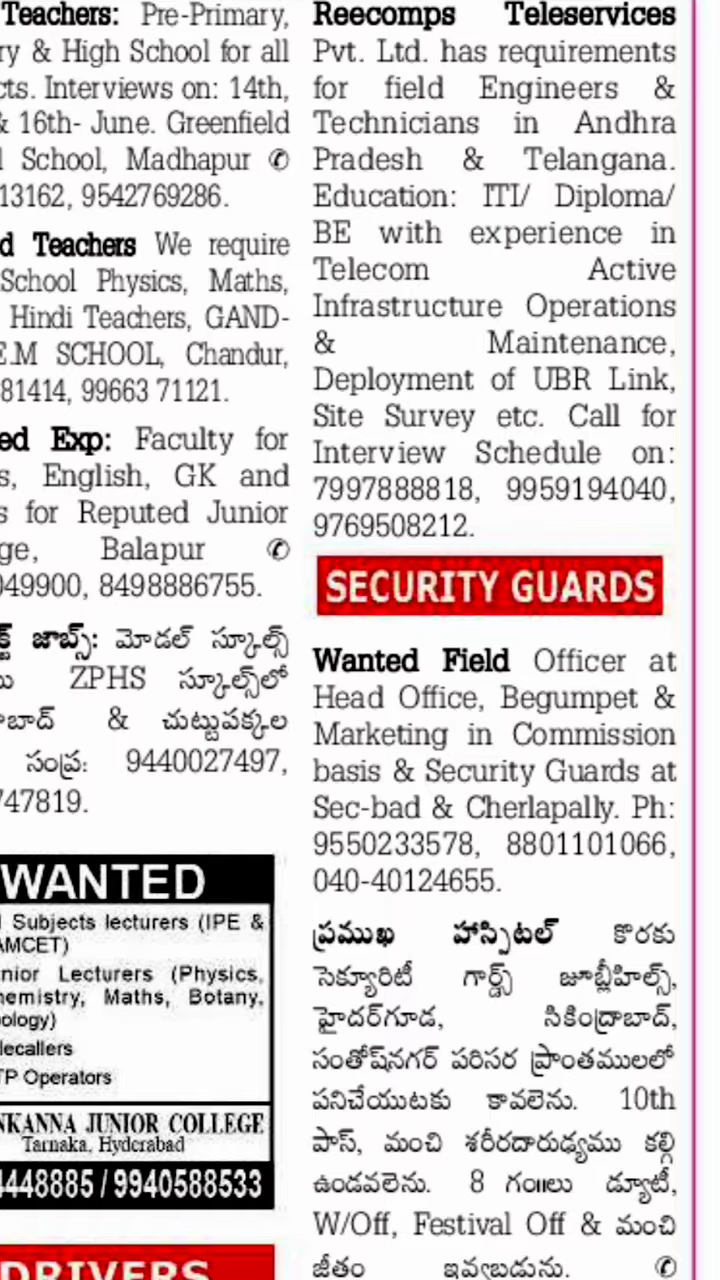 Teachers: Pre-Primary,
y & High School for all
cts. Interviews on: 14th,
& 16th- June. Greenfield
l School, Madhapur ✆
13162, 9542769286.
d Teachers We require
School Physics, Maths,
Hindi Teachers, GAND-
E.M SCHOOL, Chandur,
81414, 99663 71121.
ed Exp: Faculty for
s, English, GK and
s for Reputed Junior
ge, Balapur ✆
049900, 8498886755.
క్ట్ జాబ్స్: మోడల్ స్కూల్స్
ZPHS స్కూల్స్‌లో
బాద్ & చుట్టుపక్కల
సంప్ర: 9440027497,
747819.
WANTED
l Subjects lecturers (IPE &
AMCET)
nior Lecturers (Physics,
hemistry, Maths, Botany,
ology)
lecallers
TP Operators
NKANNA JUNIOR COLLEGE
Tarnaka, Hyderabad
4448885 / 9940588533
DRIVERS
Reecomps Teleservices
Pvt. Ltd. has requirements
for field Engineers &
Technicians in Andhra
Pradesh & Telangana.
Education: ITI/ Diploma/
BE with experience in
Telecom Active
Infrastructure Operations
& Maintenance,
Deployment of UBR Link,
Site Survey etc. Call for
Interview Schedule on:
7997888818, 9959194040,
9769508212.
SECURITY GUARDS
Wanted Field Officer at
Head Office, Begumpet &
Marketing in Commission
basis & Security Guards at
Sec-bad & Cherlapally. Ph:
9550233578, 8801101066,
040-40124655.
ప్రముఖ హాస్పిటల్ కొరకు
సెక్యూరిటీ గార్డ్స్ జూబ్లీహిల్స్,
హైదర్‌గూడ, సికింద్రాబాద్,
సంతోష్‌నగర్ పరిసర ప్రాంతములలో
పనిచేయుటకు కావలెను. 10th
పాస్, మంచి శరీరదారుఢ్యము కల్గి
ఉండవలెను. 8 గం॥లు డ్యూటీ,
W/Off, Festival Off & మంచి
జీతం ఇవ్వబడును. ✆